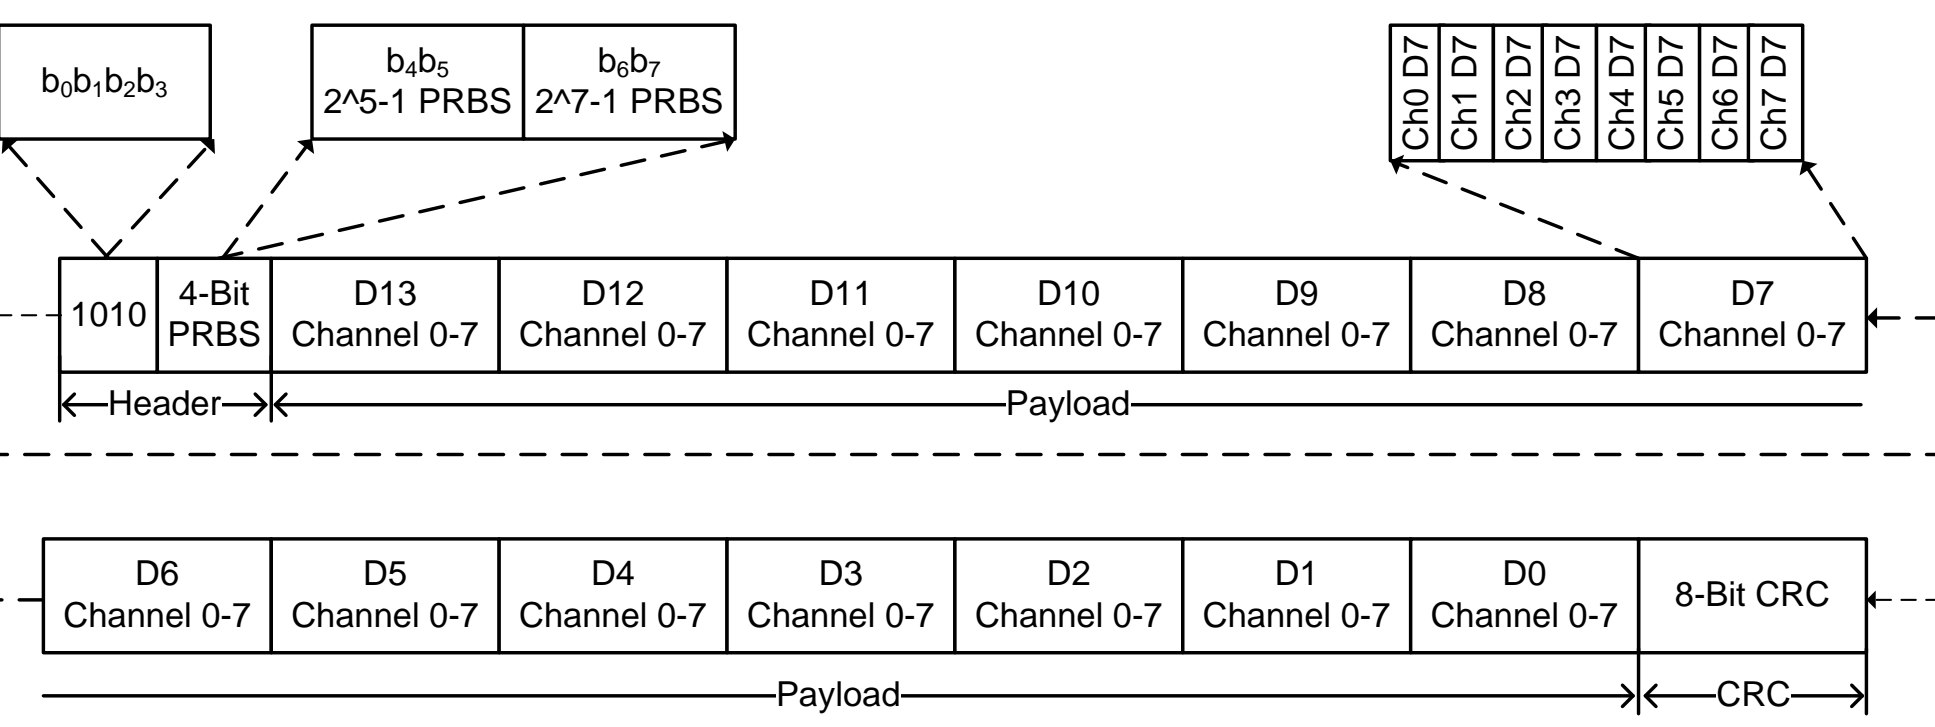 b₀b₁b₂b₃
b₄b₅
2^5-1 PRBS
b₆b₇
2^7-1 PRBS
Ch0 D7
Ch1 D7
Ch2 D7
Ch3 D7
Ch4 D7
Ch5 D7
Ch6 D7
Ch7 D7
1010
4-Bit
PRBS
D13
Channel 0-7
D12
Channel 0-7
D11
Channel 0-7
D10
Channel 0-7
D9
Channel 0-7
D8
Channel 0-7
D7
Channel 0-7
Header
Payload
D6
Channel 0-7
D5
Channel 0-7
D4
Channel 0-7
D3
Channel 0-7
D2
Channel 0-7
D1
Channel 0-7
D0
Channel 0-7
8-Bit CRC
Payload
CRC